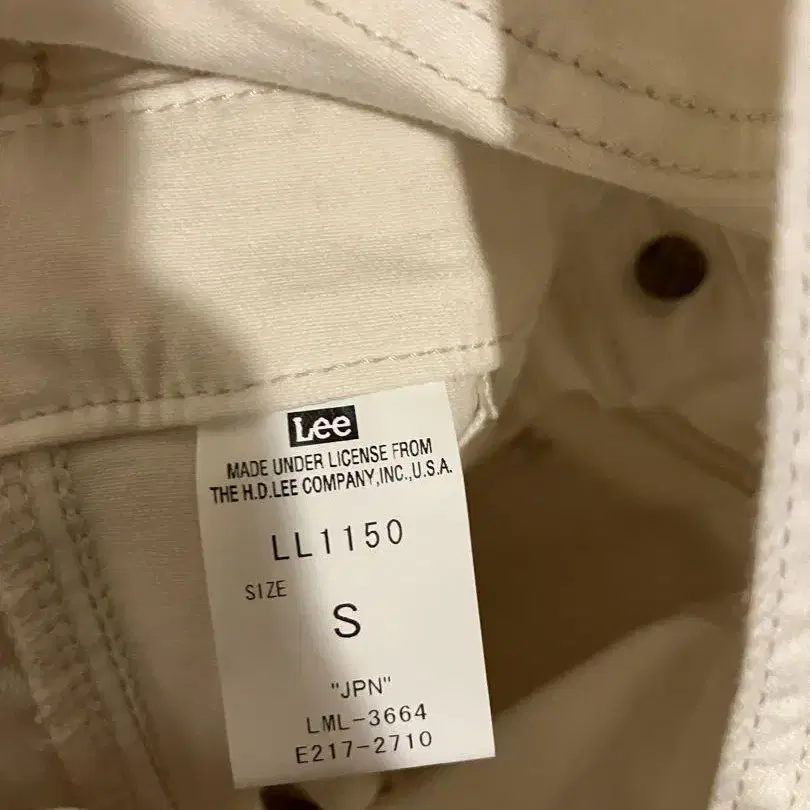 Lee
MADE UNDER LICENSE FROM
THE H.D.LEE COMPANY,INC.,U.S.A.
LL1150
SIZE
S
"JPN"
LML-3664
E217-2710